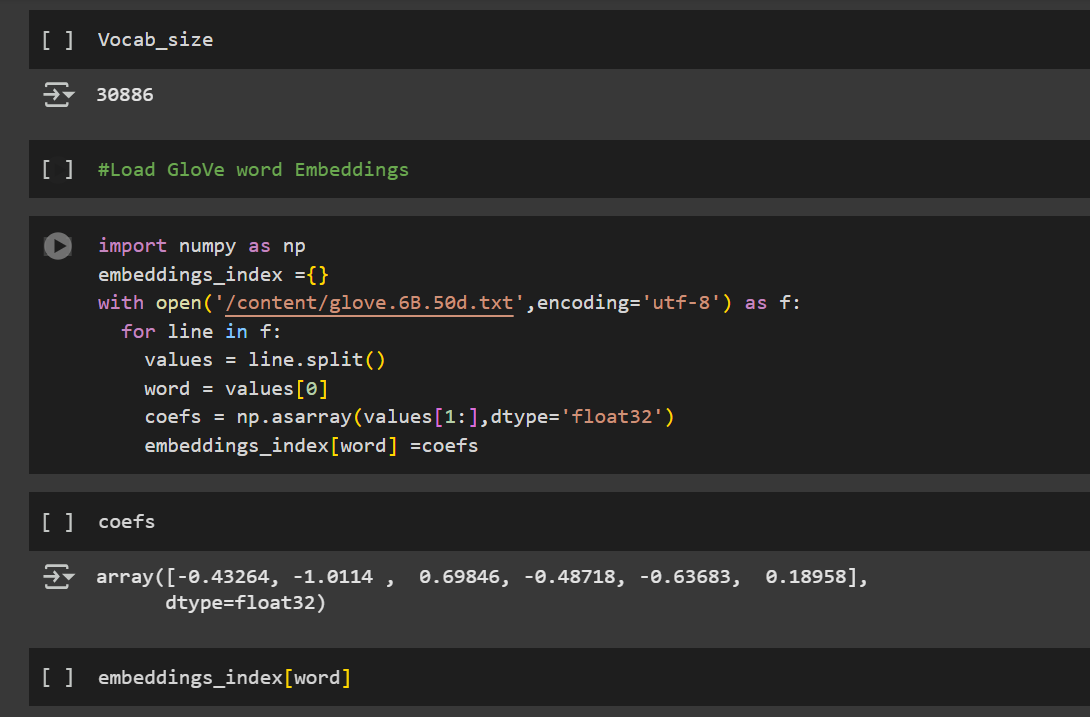 [ ] Vocab_size
30886
[ ] #Load GloVe word Embeddings
import numpy as np
embeddings_index ={}
with open('/content/glove.6B.50d.txt',encoding='utf-8') as f:
  for line in f:
    values = line.split()
    word = values[0]
    coefs = np.asarray(values[1:],dtype='float32')
    embeddings_index[word] =coefs
[ ] coefs
array([-0.43264, -1.0114 ,  0.69846, -0.48718, -0.63683,  0.18958],
      dtype=float32)
[ ] embeddings_index[word]